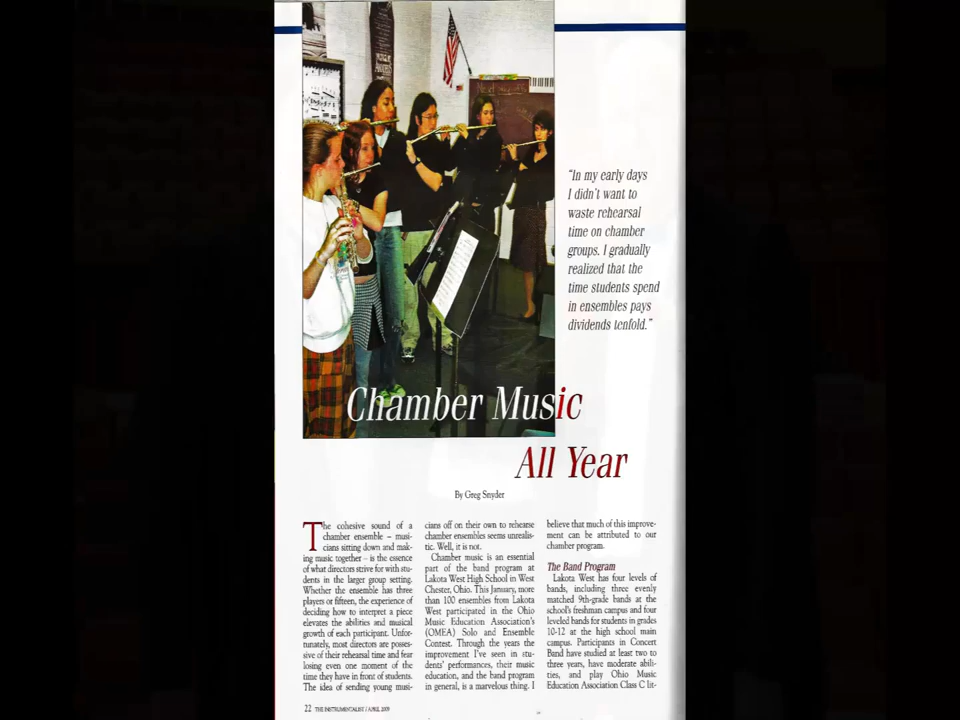 "In my early days
I didn't want to
waste rehearsal
time on chamber
groups. I gradually
realized that the
time students spend
in ensembles pays
dividends tenfold."
Chamber Music
All Year
By Greg Snyder
The cohesive sound of a
chamber ensemble – musi-
cians sitting down and mak-
ing music together – is the essence
of what directors strive for with stu-
dents in the larger group setting.
Whether the ensemble has three
players or fifteen, the experience of
deciding how to interpret a piece
elevates the abilities and musical
growth of each participant. Unfor-
tunately, most directors are posses-
sive of their rehearsal time and fear
losing even one moment of the
time they have in front of students.
The idea of sending young musi-
cians off on their own to rehearse
chamber ensembles seems unrealis-
tic. Well, it is not.
Chamber music is an essential
part of the band program at
Lakota West High School in West
Chester, Ohio. This January, more
than 100 ensembles from Lakota
West participated in the Ohio
Music Education Association's
(OMEA) Solo and Ensemble
Contest. Through the years the
improvement I've seen in stu-
dents' performances, their music
education, and the band program
in general, is a marvelous thing. I
believe that much of this improve-
ment can be attributed to our
chamber program.
The Band Program
Lakota West has four levels of
bands, including three evenly
matched 9th-grade bands at the
school's freshman campus and four
leveled bands for students in grades
10-12 at the high school main
campus. Participants in Concert
Band have studied at least two to
three years, have moderate abili-
ties, and play Ohio Music
Education Association Class C lit-
22 THE INSTRUMENTALIST / APRIL 2009